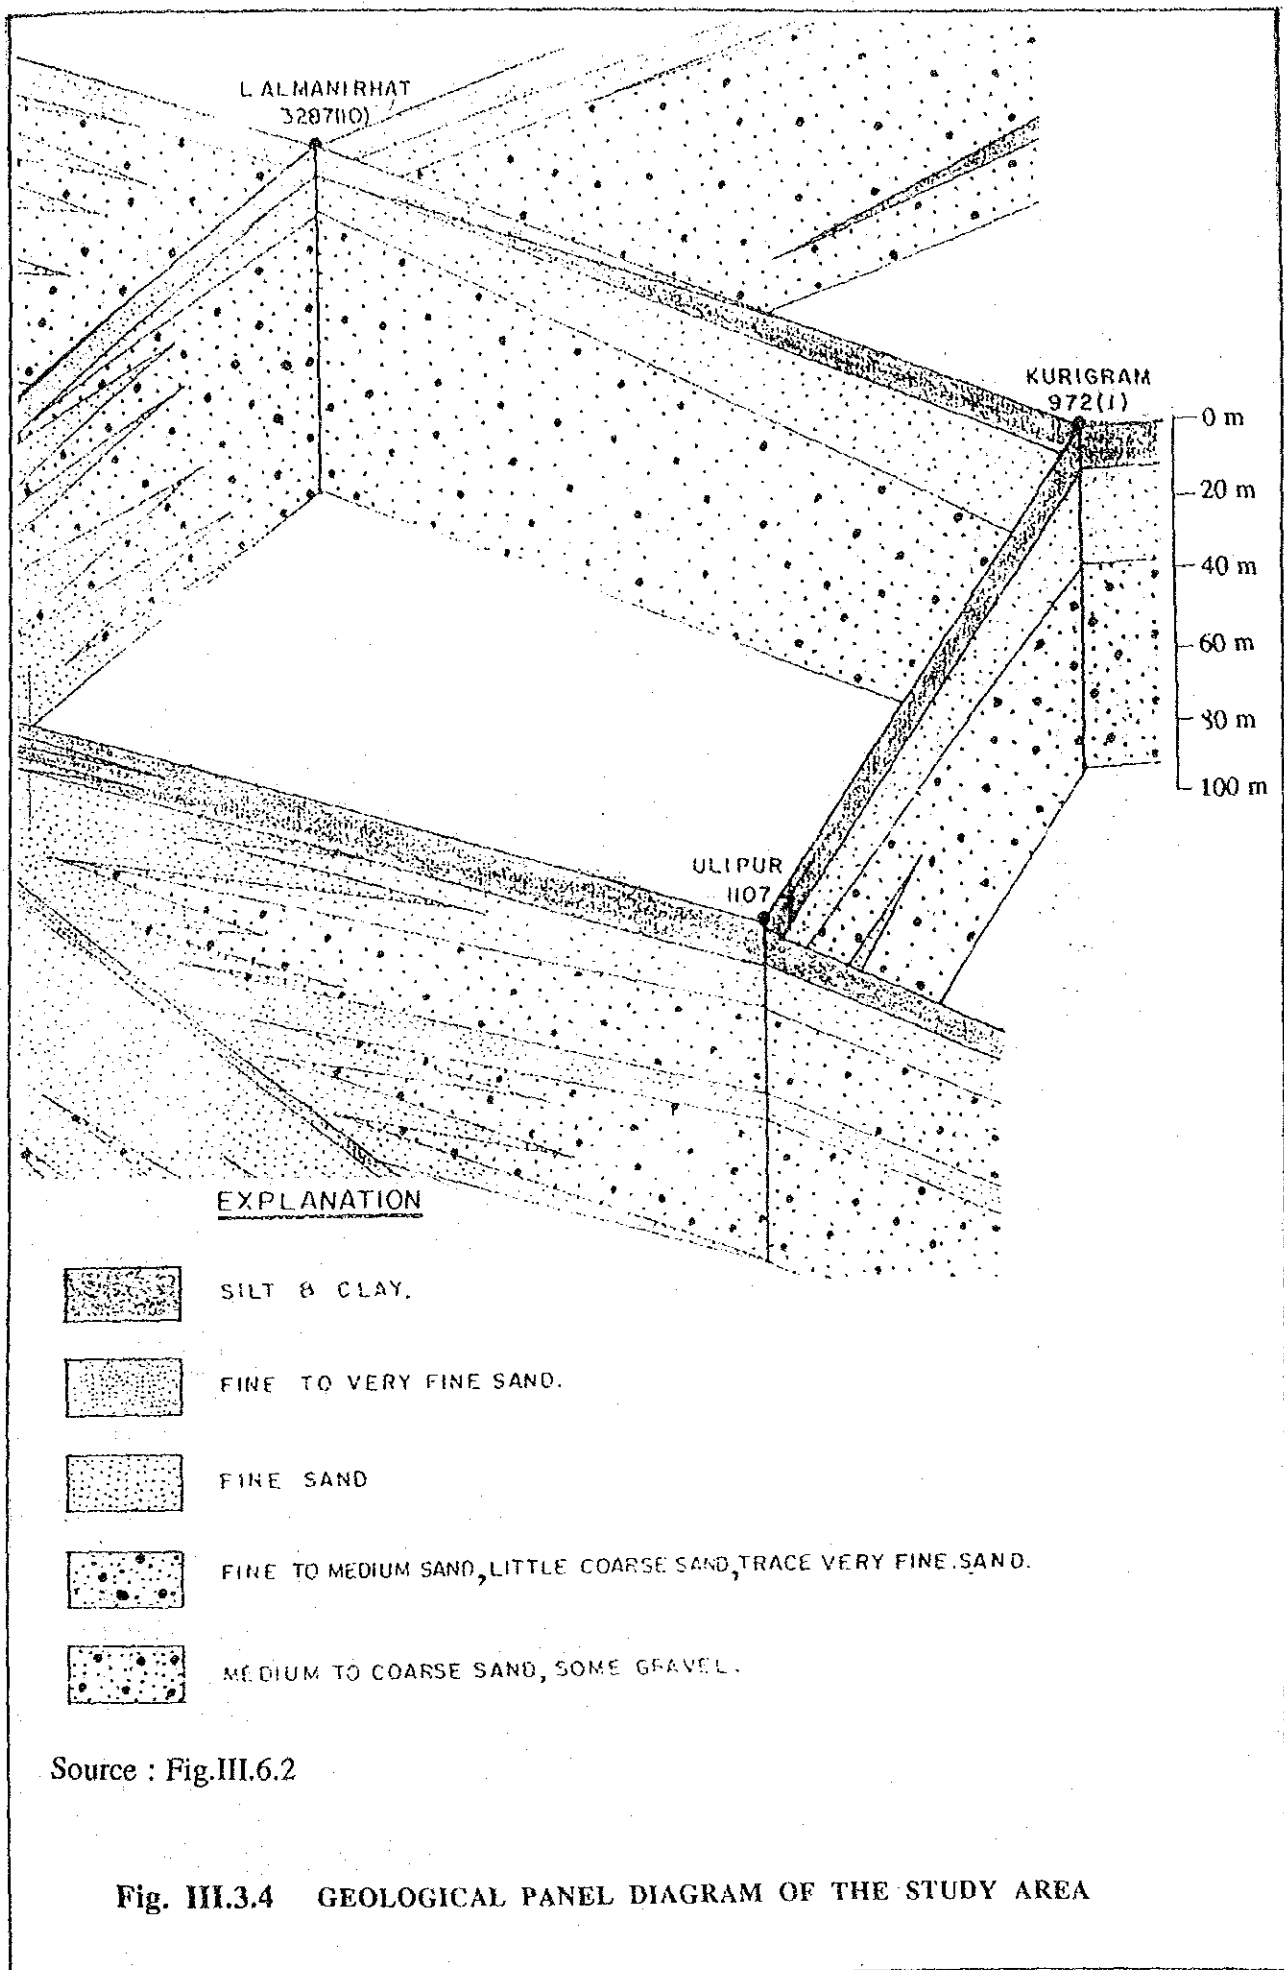 LALMANIRHAT
3287(10)
KURIGRAM
972(1)
0 m
20 m
40 m
60 m
80 m
100 m
ULIPUR
1107
EXPLANATION
SILT & CLAY.
FINE TO VERY FINE SAND.
FINE SAND
FINE TO MEDIUM SAND, LITTLE COARSE SAND, TRACE VERY FINE SAND.
MEDIUM TO COARSE SAND, SOME GRAVEL.
Source : Fig.III.6.2
Fig. III.3.4 GEOLOGICAL PANEL DIAGRAM OF THE STUDY AREA